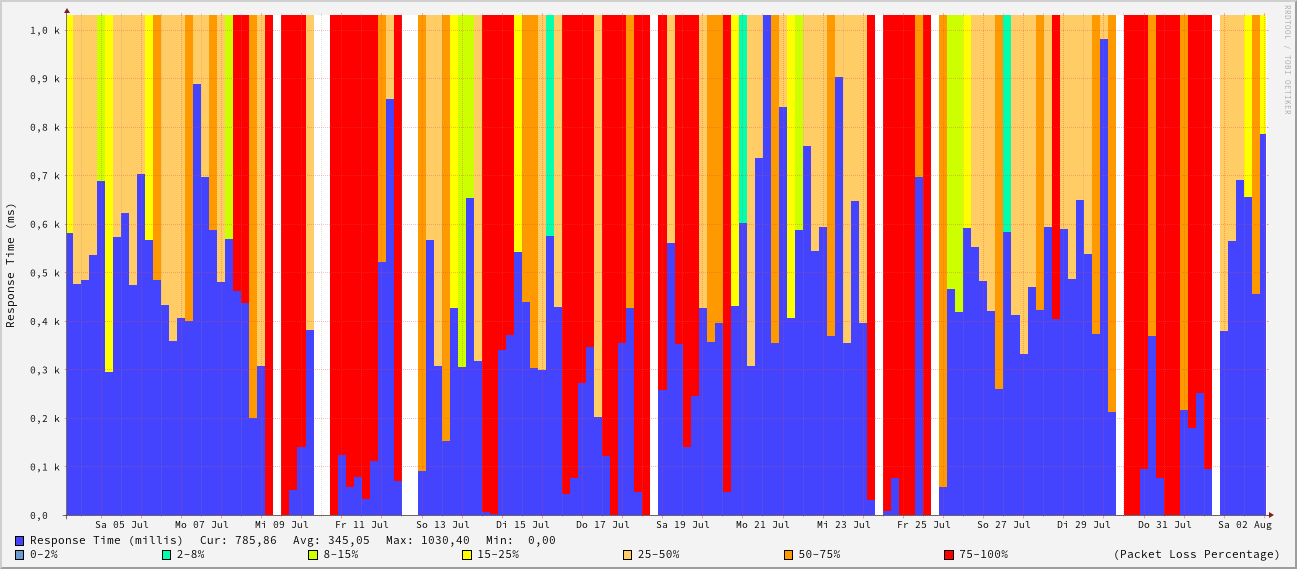 RRDTOOL / TOBI OETIKER
Response Time (ms)
1,0 k
0,9 k
0,8 k
0,7 k
0,6 k
0,5 k
0,4 k
0,3 k
0,2 k
0,1 k
0,0
Sa 05 Jul Mo 07 Jul Mi 09 Jul Fr 11 Jul So 13 Jul Di 15 Jul Do 17 Jul Sa 19 Jul Mo 21 Jul Mi 23 Jul Fr 25 Jul So 27 Jul Di 29 Jul Do 31 Jul Sa 02 Aug
Response Time (millis) Cur: 785,86 Avg: 345,05 Max: 1030,40 Min: 0,00
0-2% 2-8% 8-15% 15-25% 25-50% 50-75% 75-100% (Packet Loss Percentage)